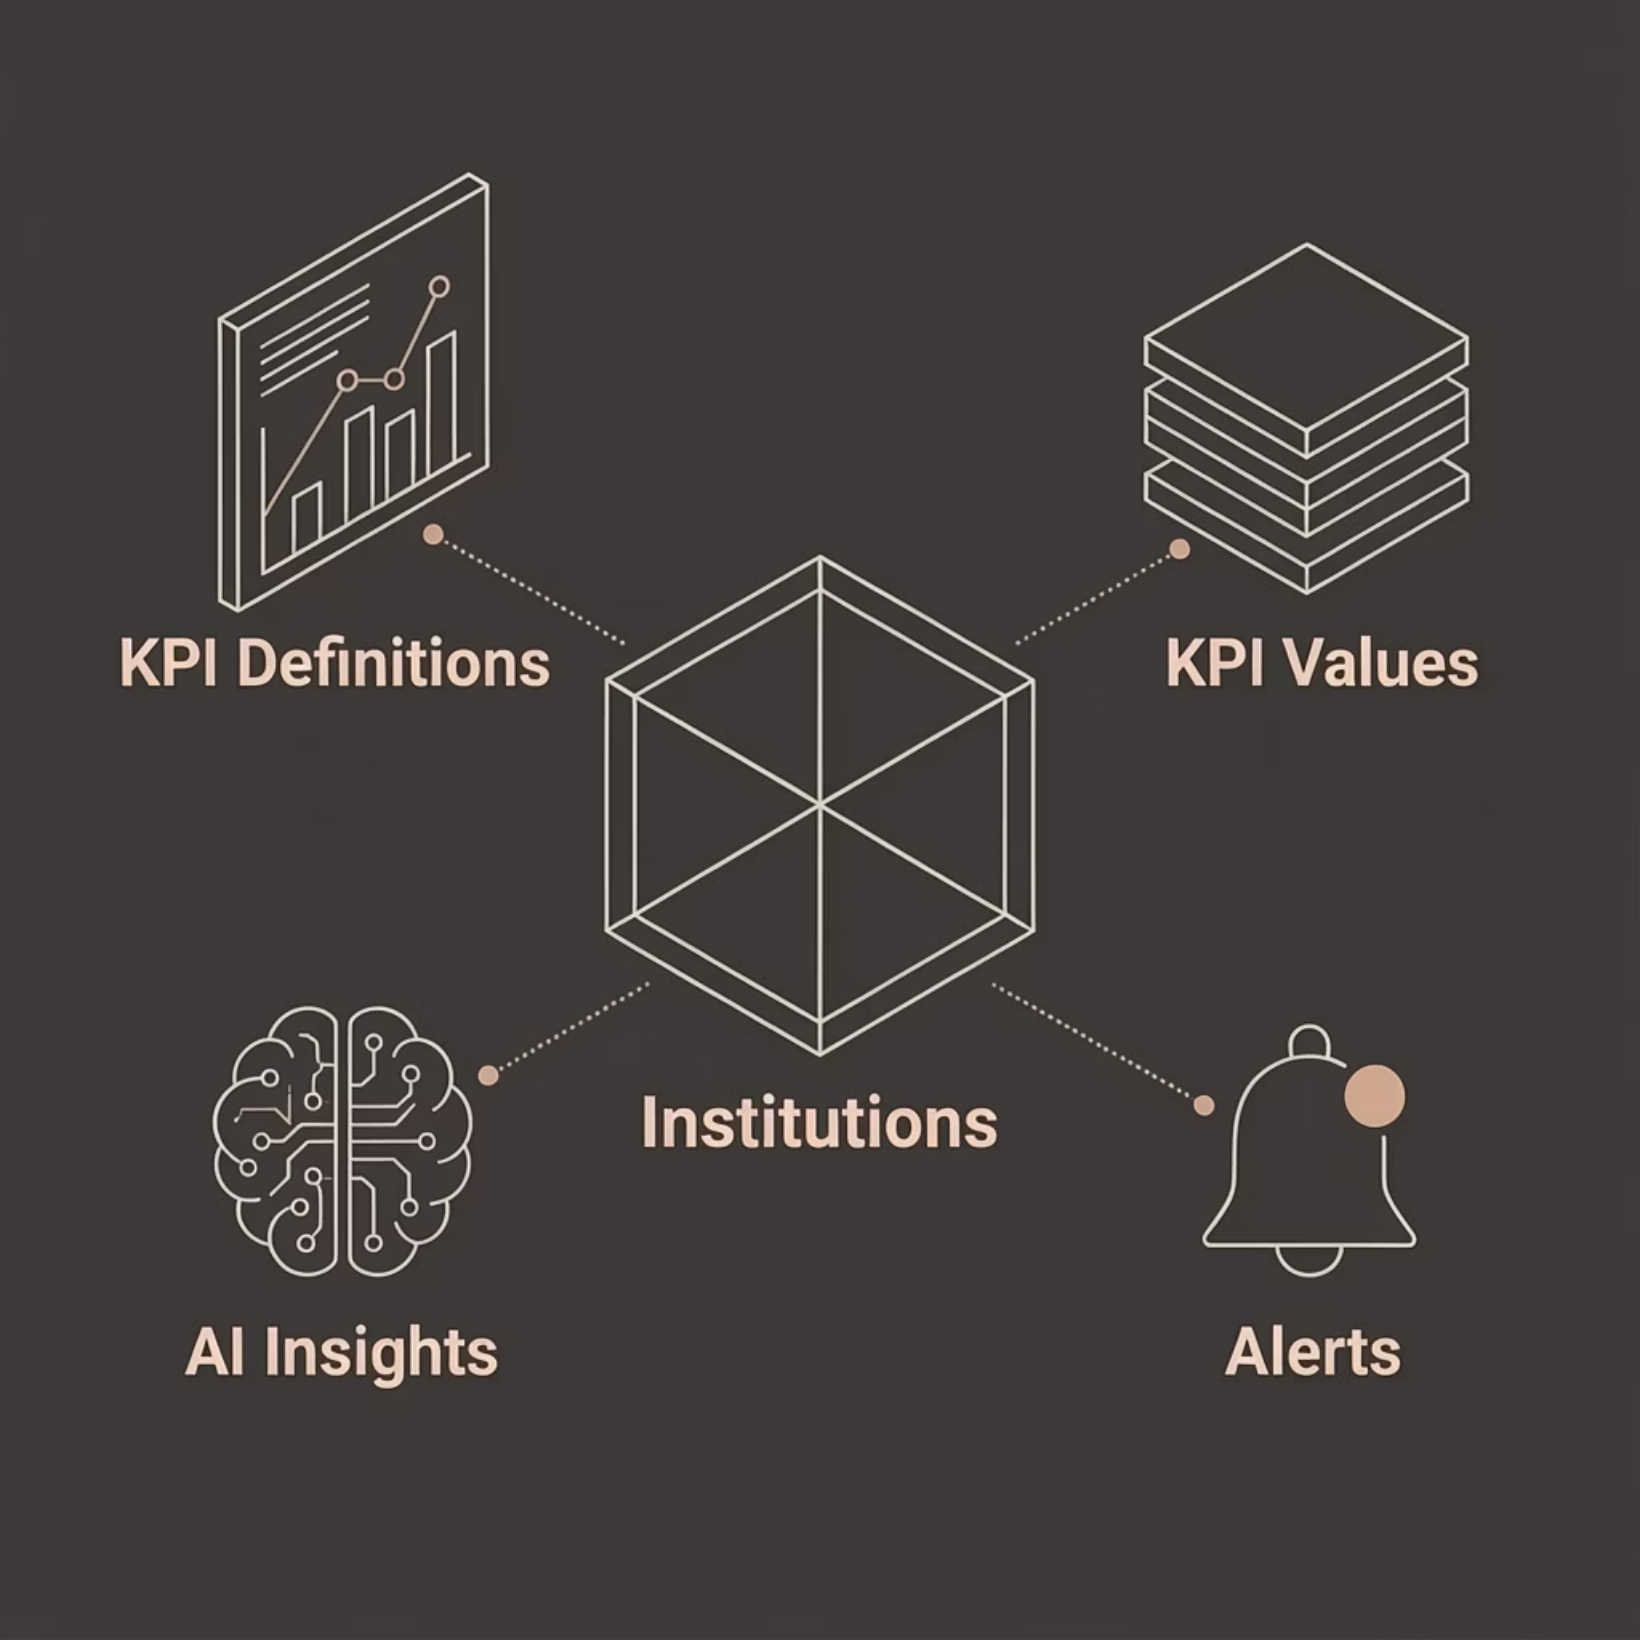 KPI Definitions
KPI Values
Institutions
AI Insights
Alerts